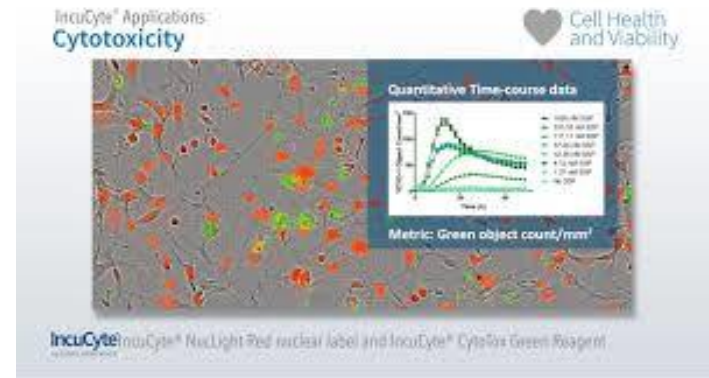 IncuCyte® Applications
Cytotoxicity
Cell Health
and Viability
Quantitative Time-course data
Time (h)
Metric: Green object count/mm²
IncuCyte®
IncuCyte® NucLight Red nuclear label and IncuCyte® CytoTox Green Reagent